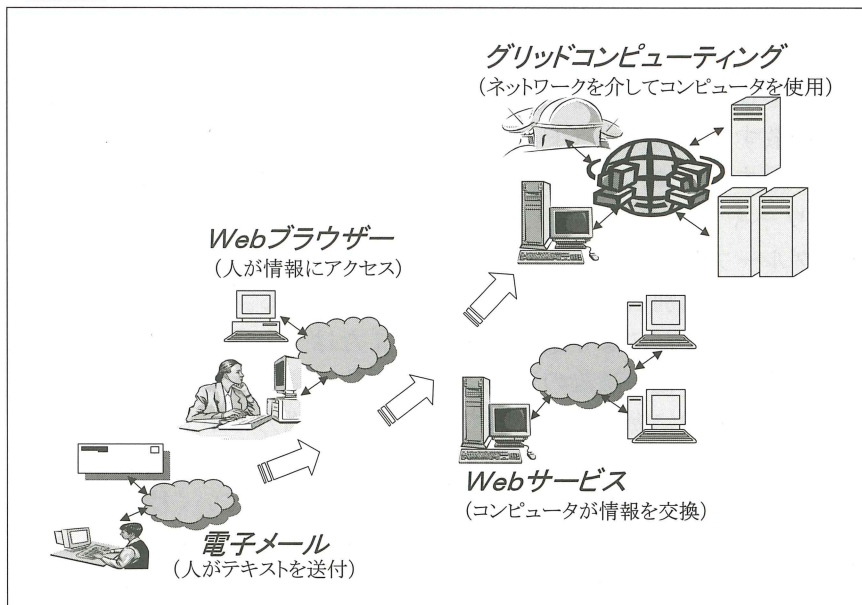 グリッドコンピューティング
(ネットワークを介してコンピュータを使用)
Webブラウザー
(人が情報にアクセス)
Webサービス
(コンピュータが情報を交換)
電子メール
(人がテキストを送付)